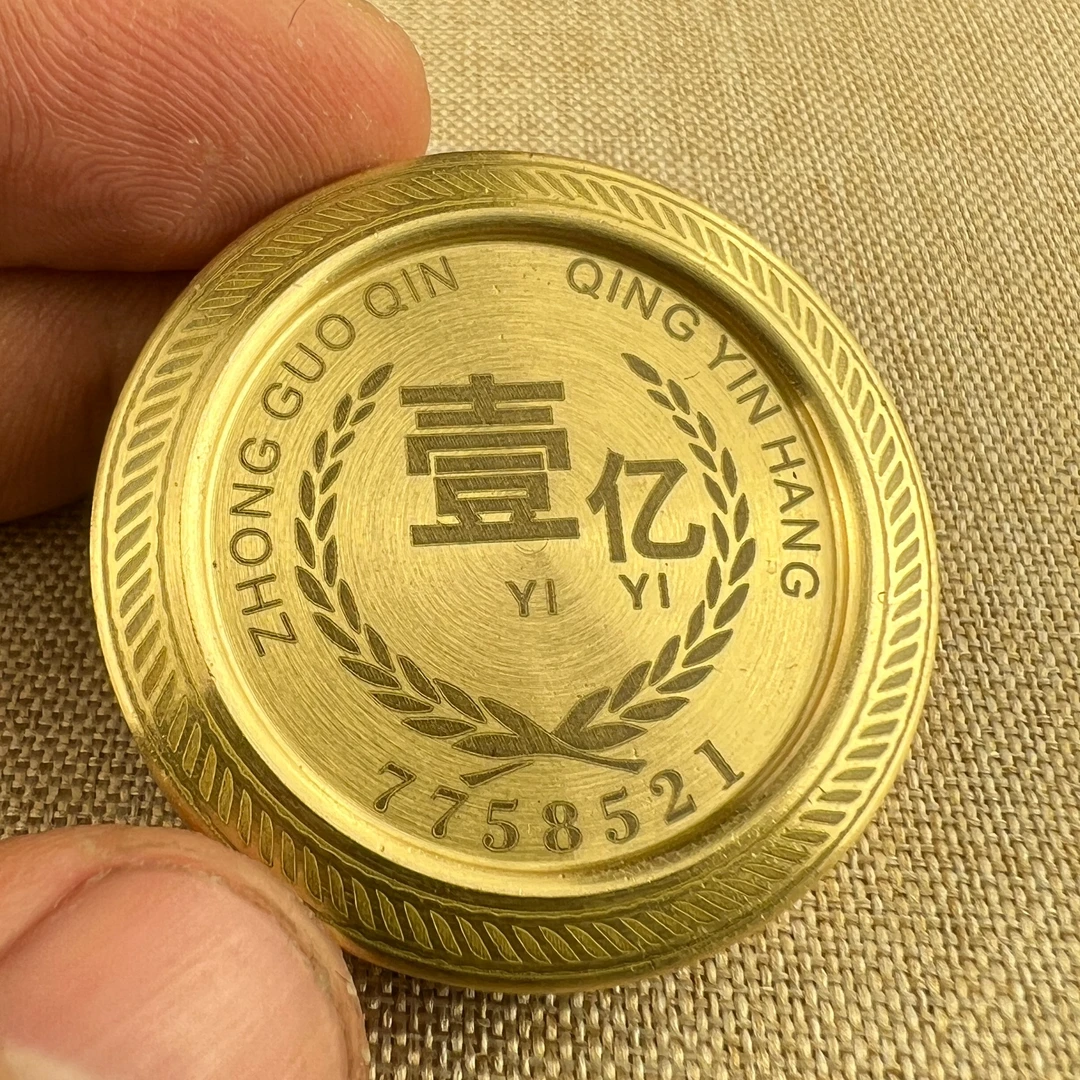 ZHONG GUO QIN QING YIN HANG
壹亿
YI YI
7758521